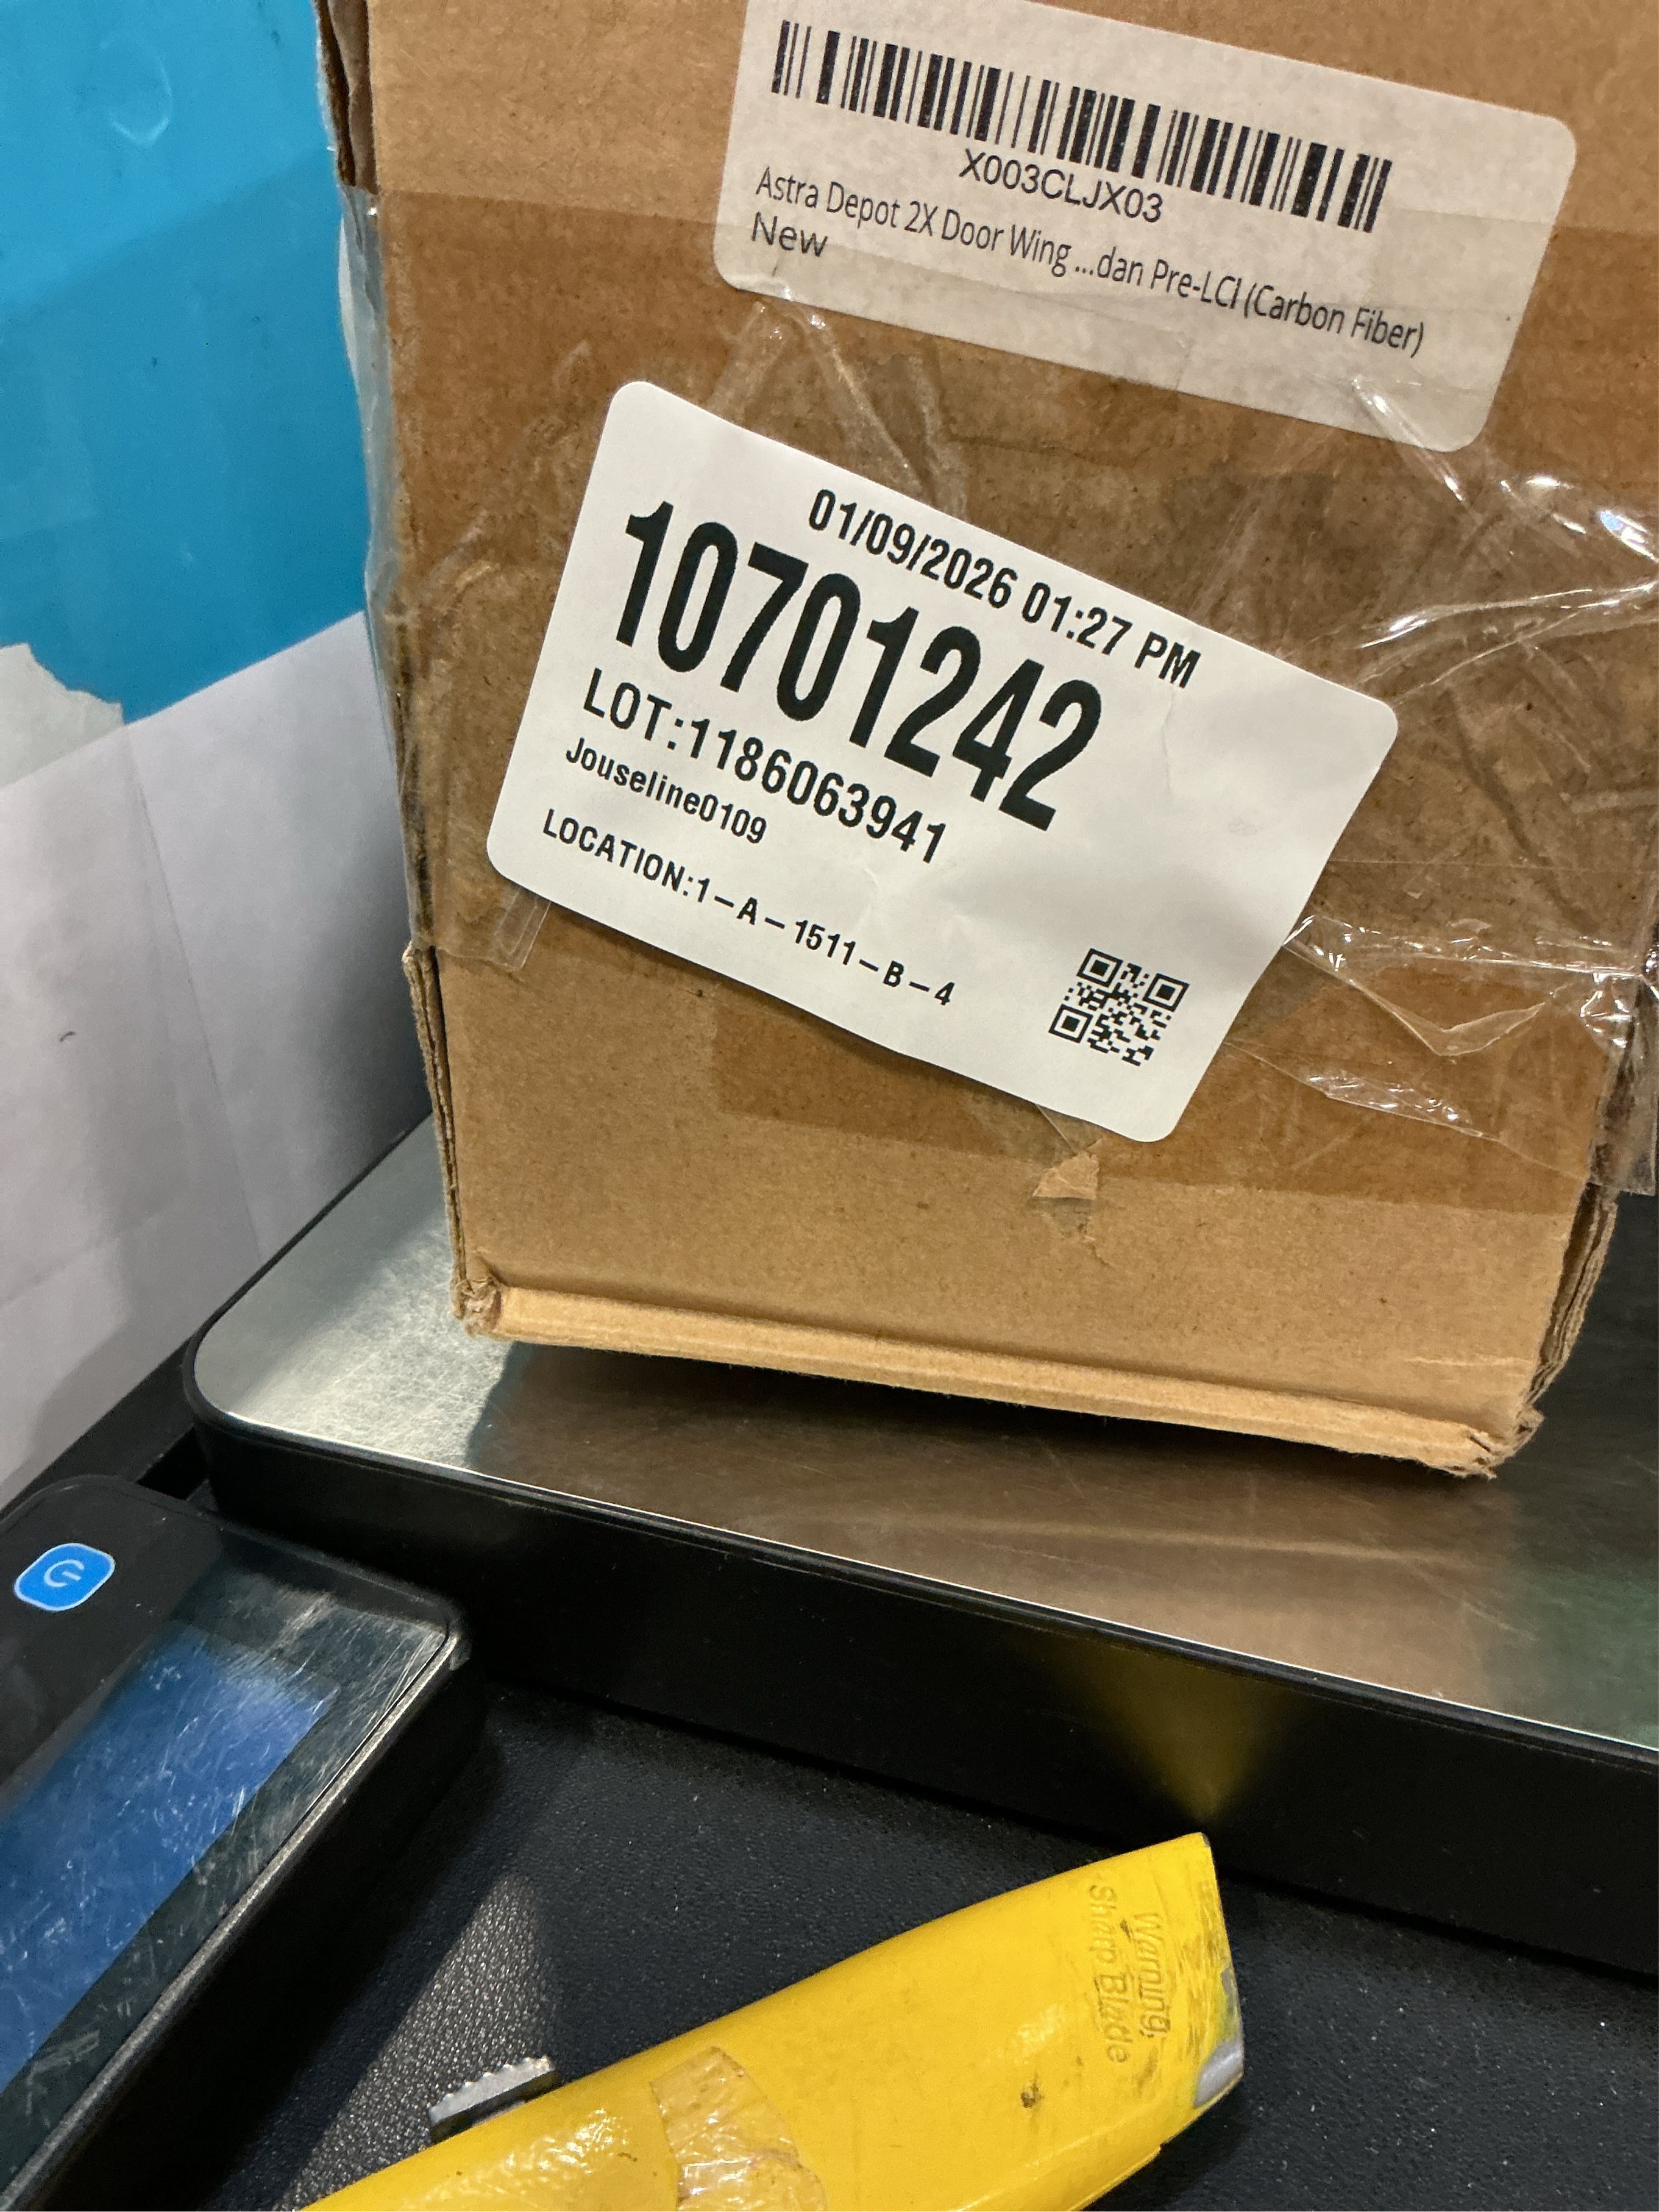 X003CLJX03
Astra Depot 2X Door Wing ...dan Pre-LCI (Carbon Fiber)
New
01/09/2026 01:27 PM
10701242
LOT:1186063941
Jouseline0109
LOCATION:1-A-1511-B-4
Warning,
Sharp Blade